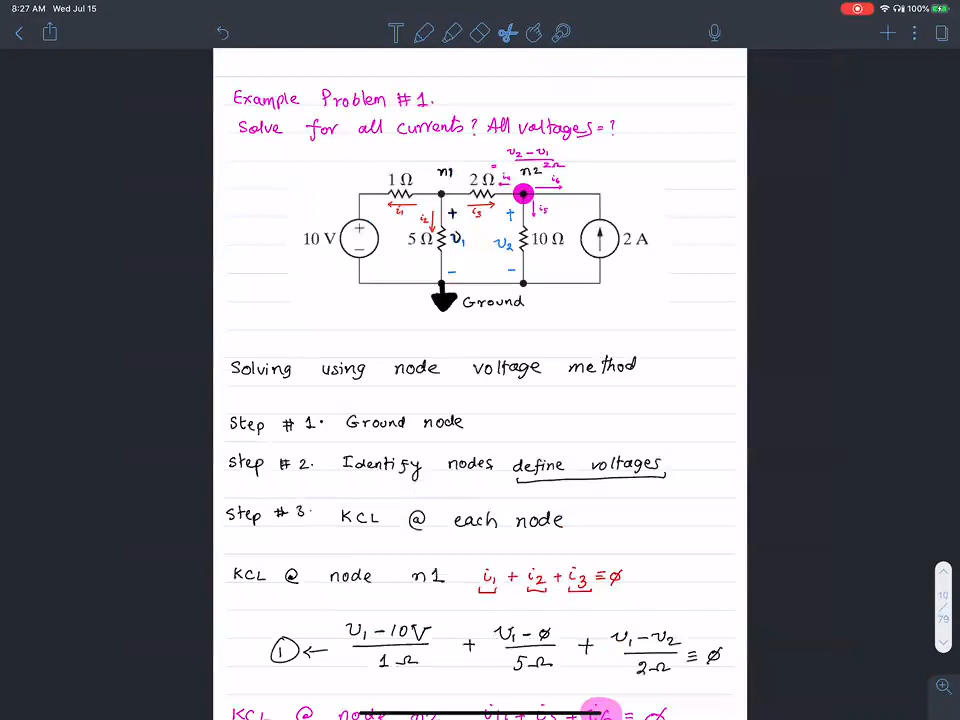 8:27 AM Wed Jul 15
100%
Example Problem #1.
Solve for all currents? All voltages = ?
v2 - v1
2Ω
=
1 Ω
n1
2 Ω
i4
n2
i6
i1
i2
+
i3
+
i5
10 V
+
-
5 Ω
v1
v2
10 Ω
2 A
-
-
Ground
Solving using node voltage method
Step #1. Ground node
Step #2. Identify nodes define voltages
Step #3. KCL @ each node
KCL @ node n1 i1 + i2 + i3 ≡ ∅
1 ← v1 - 10V / 1Ω + v1 - ∅ / 5Ω + v1 - v2 / 2Ω ≡ ∅
10
/
79